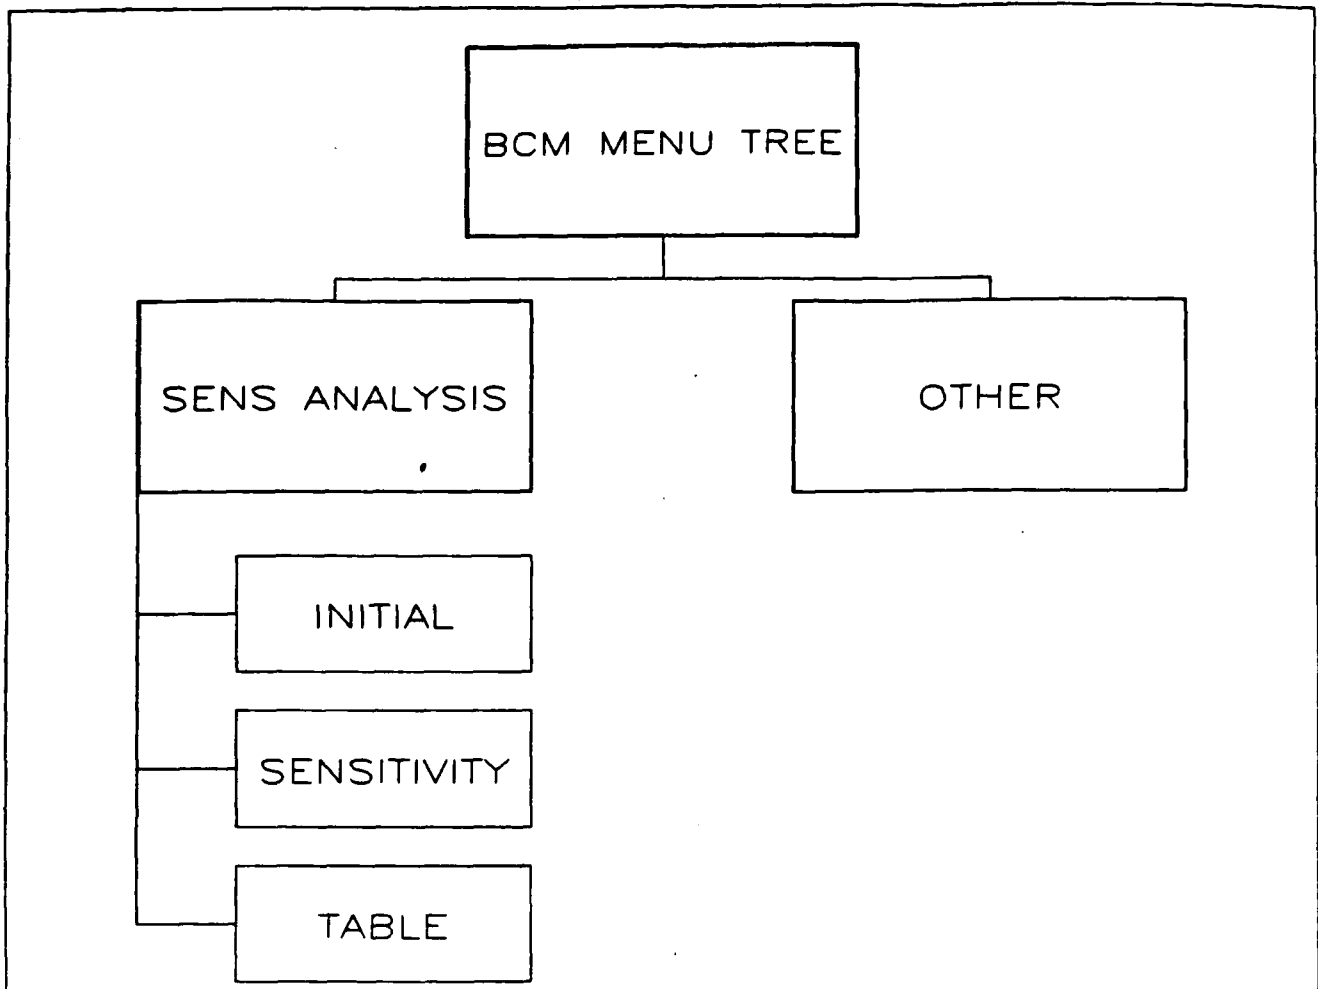 BCM MENU TREE
SENS ANALYSIS
OTHER
INITIAL
SENSITIVITY
TABLE